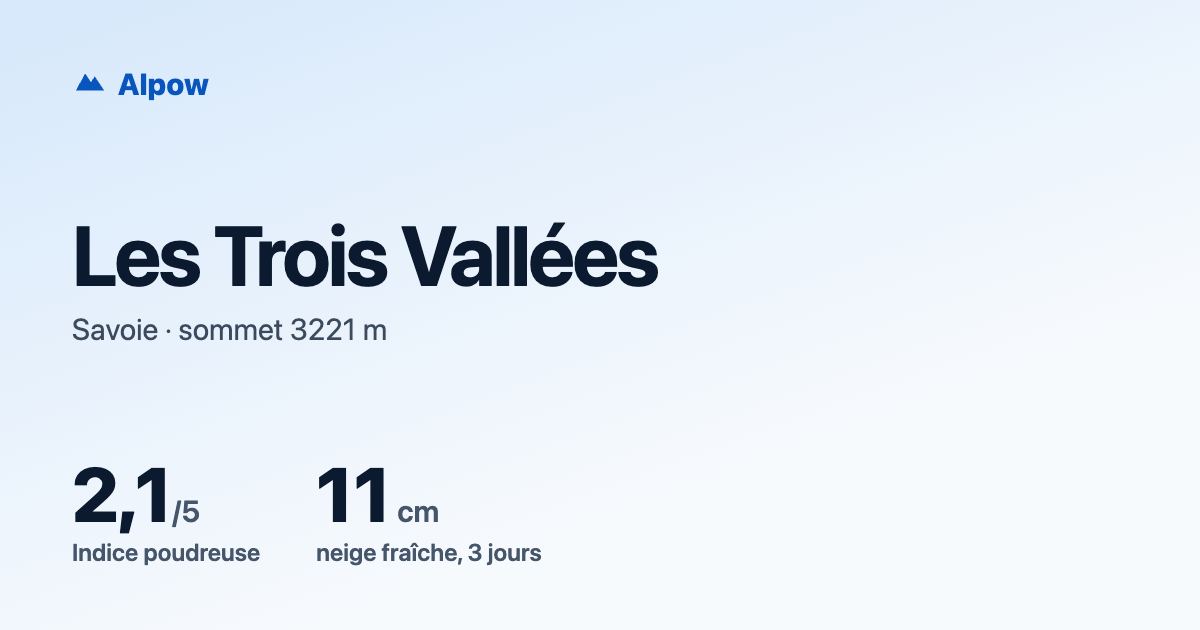 Alpow
Les Trois Vallées
Savoie · sommet 3221 m
2,1/5
Indice poudreuse
11 cm
neige fraîche, 3 jours